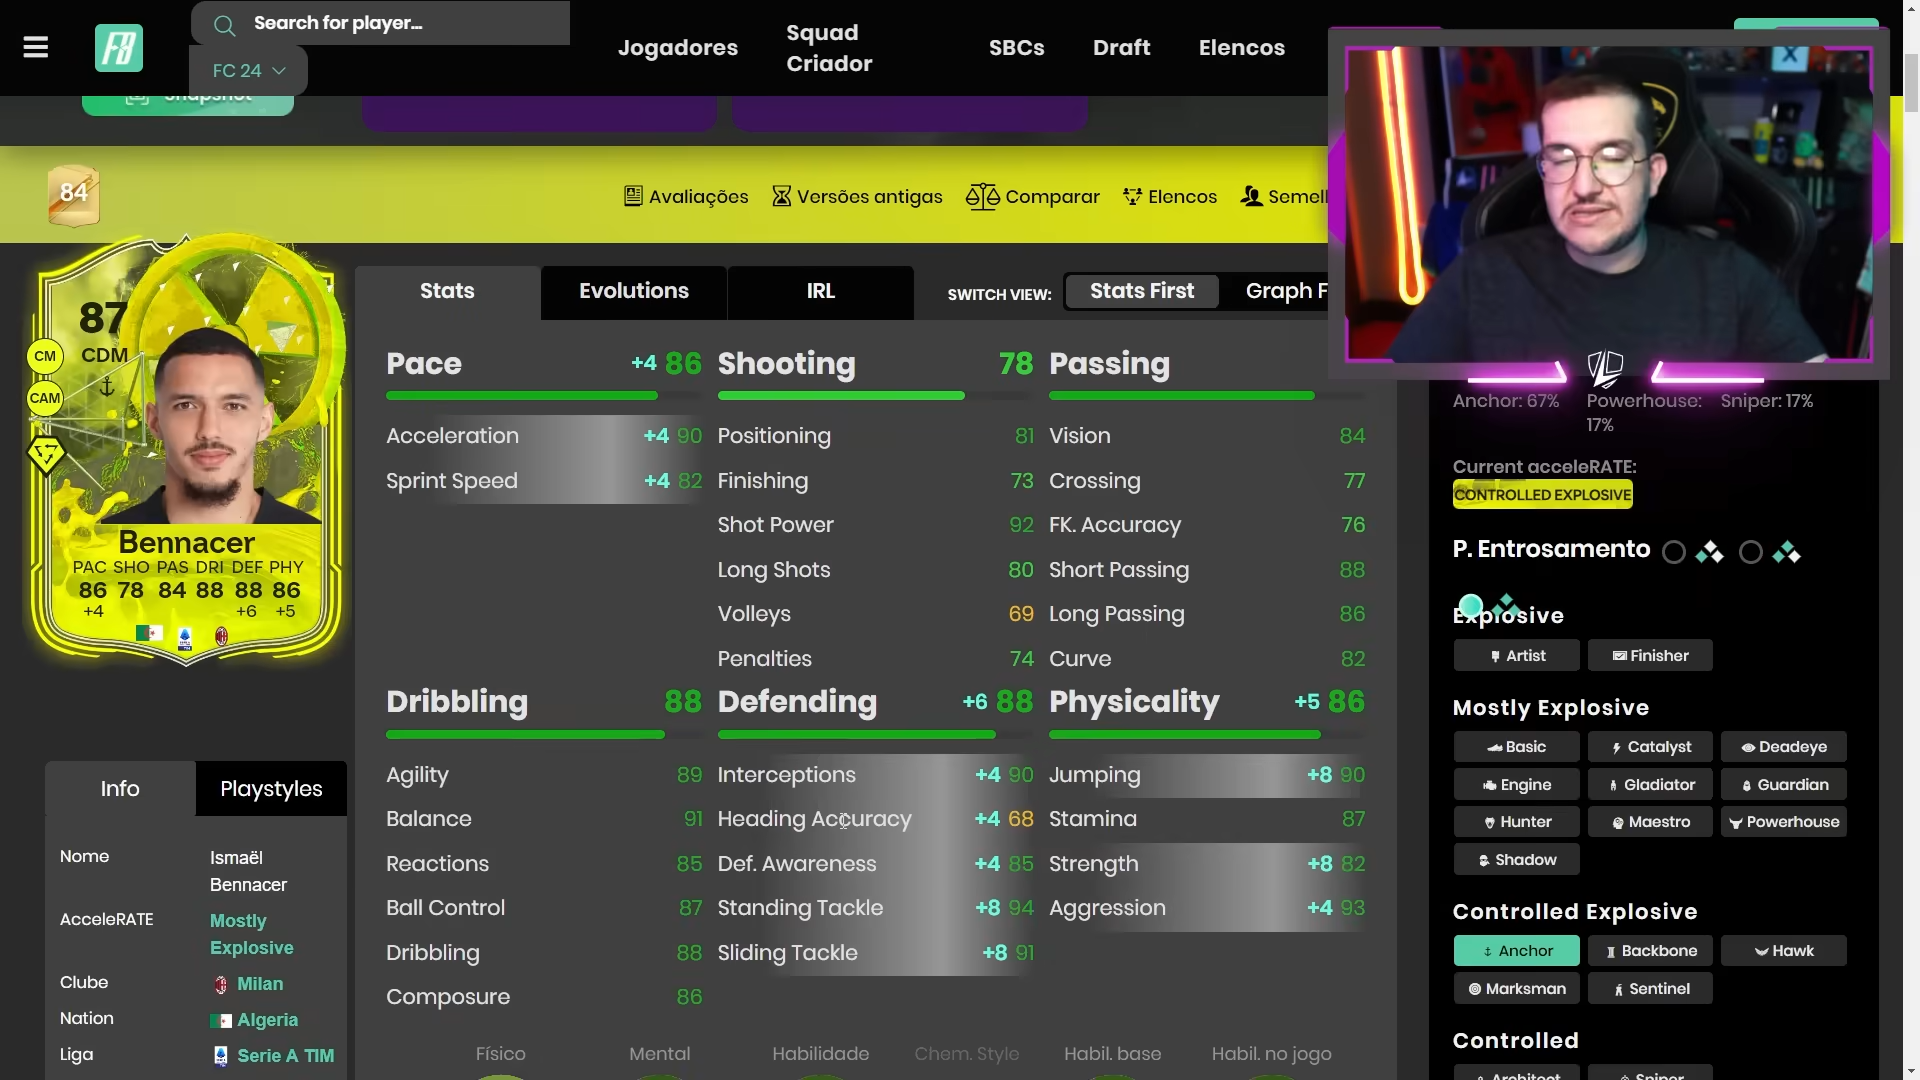 Search for player...
FC 24
Jogadores
Squad Criador
SBCs
Draft
Elencos
Snapshot
84
Avaliações
Versões antigas
Comparar
Elencos
Semell
87
CDM
CM
CAM
Bennacer
PAC SHO PAS DRI DEF PHY
86 78 84 88 88 86
+4 +6 +5
Stats
Evolutions
IRL
SWITCH VIEW:
Stats First
Graph F
Pace +4 86
Acceleration +4 90
Sprint Speed +4 82
Shooting 78
Positioning 81
Finishing 73
Shot Power 92
Long Shots 80
Volleys 69
Penalties 74
Passing
Vision 84
Crossing 77
FK. Accuracy 76
Short Passing 88
Long Passing 86
Curve 82
Dribbling 88
Agility 89
Balance 91
Reactions 85
Ball Control 87
Dribbling 88
Composure 86
Defending +6 88
Interceptions +4 90
Heading Accuracy +4 68
Def. Awareness +4 85
Standing Tackle +8 94
Sliding Tackle +8 91
Physicality +5 86
Jumping +8 90
Stamina 87
Strength +8 82
Aggression +4 93
Físico
Mental
Habilidade
Chem. Style
Habil. base
Habil. no jogo
Info
Playstyles
Nome Ismaël Bennacer
AcceleRATE Mostly Explosive
Clube Milan
Nation Algeria
Liga Serie A TIM
Anchor: 67% Powerhouse: 17% Sniper: 17%
Current acceleRATE:
CONTROLLED EXPLOSIVE
P. Entrosamento
Explosive
Artist Finisher
Mostly Explosive
Basic Catalyst Deadeye
Engine Gladiator Guardian
Hunter Maestro Powerhouse
Shadow
Controlled Explosive
Anchor Backbone Hawk
Marksman Sentinel
Controlled
Architect Sniper